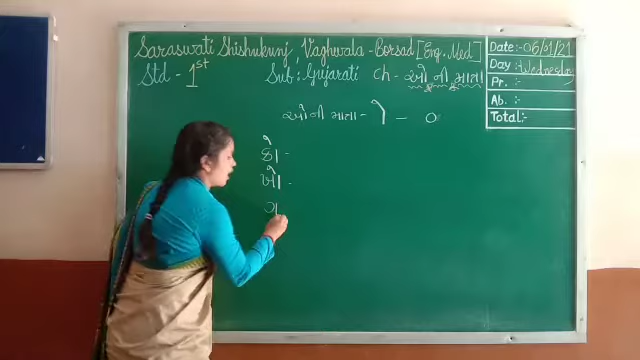 Saraswati Shishukunj, Vaghwala-Borsad [Eng. Med]
Std - 1st Sub : Gujarati Ch - ઓ ની માત્રા
Date:- 06/01/21
Day:- Wednesday
Pr. :-
Ab. :-
Total:-
ઓ ની માત્રા - ો - o
કો -
ખો -
ગ